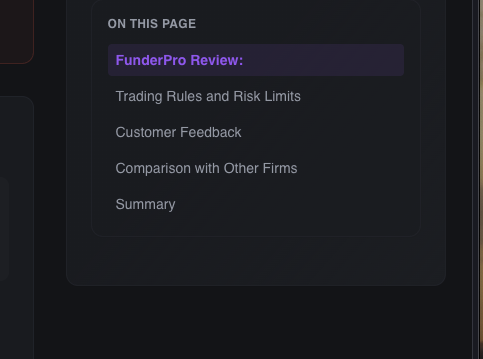 ON THIS PAGE
FunderPro Review:
Trading Rules and Risk Limits
Customer Feedback
Comparison with Other Firms
Summary